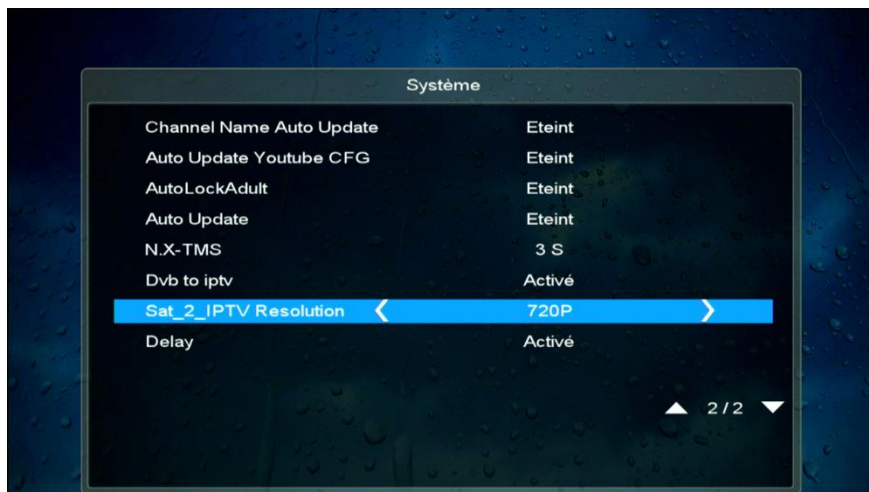 Système
Channel Name Auto Update Eteint
Auto Update Youtube CFG Eteint
AutoLockAdult Eteint
Auto Update Eteint
N.X-TMS 3 S
Dvb to iptv Activé
Sat_2_IPTV Resolution 720P
Delay Activé
2/2